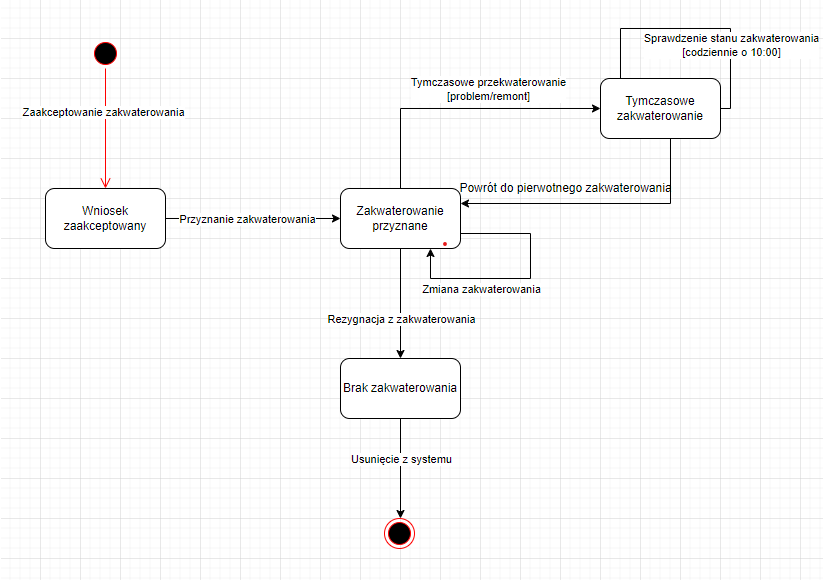 Sprawdzenie stanu zakwaterowania
[codziennie o 10:00]
Tymczasowe przekwaterowanie
[problem/remont]
Tymczasowe
zakwaterowanie
Zaakceptowanie zakwaterowania
Powrót do pierwotnego zakwaterowania
Wniosek
zaakceptowany
Przyznanie zakwaterowania
Zakwaterowanie
przyznane
Zmiana zakwaterowania
Rezygnacja z zakwaterowania
Brak zakwaterowania
Usunięcie z systemu